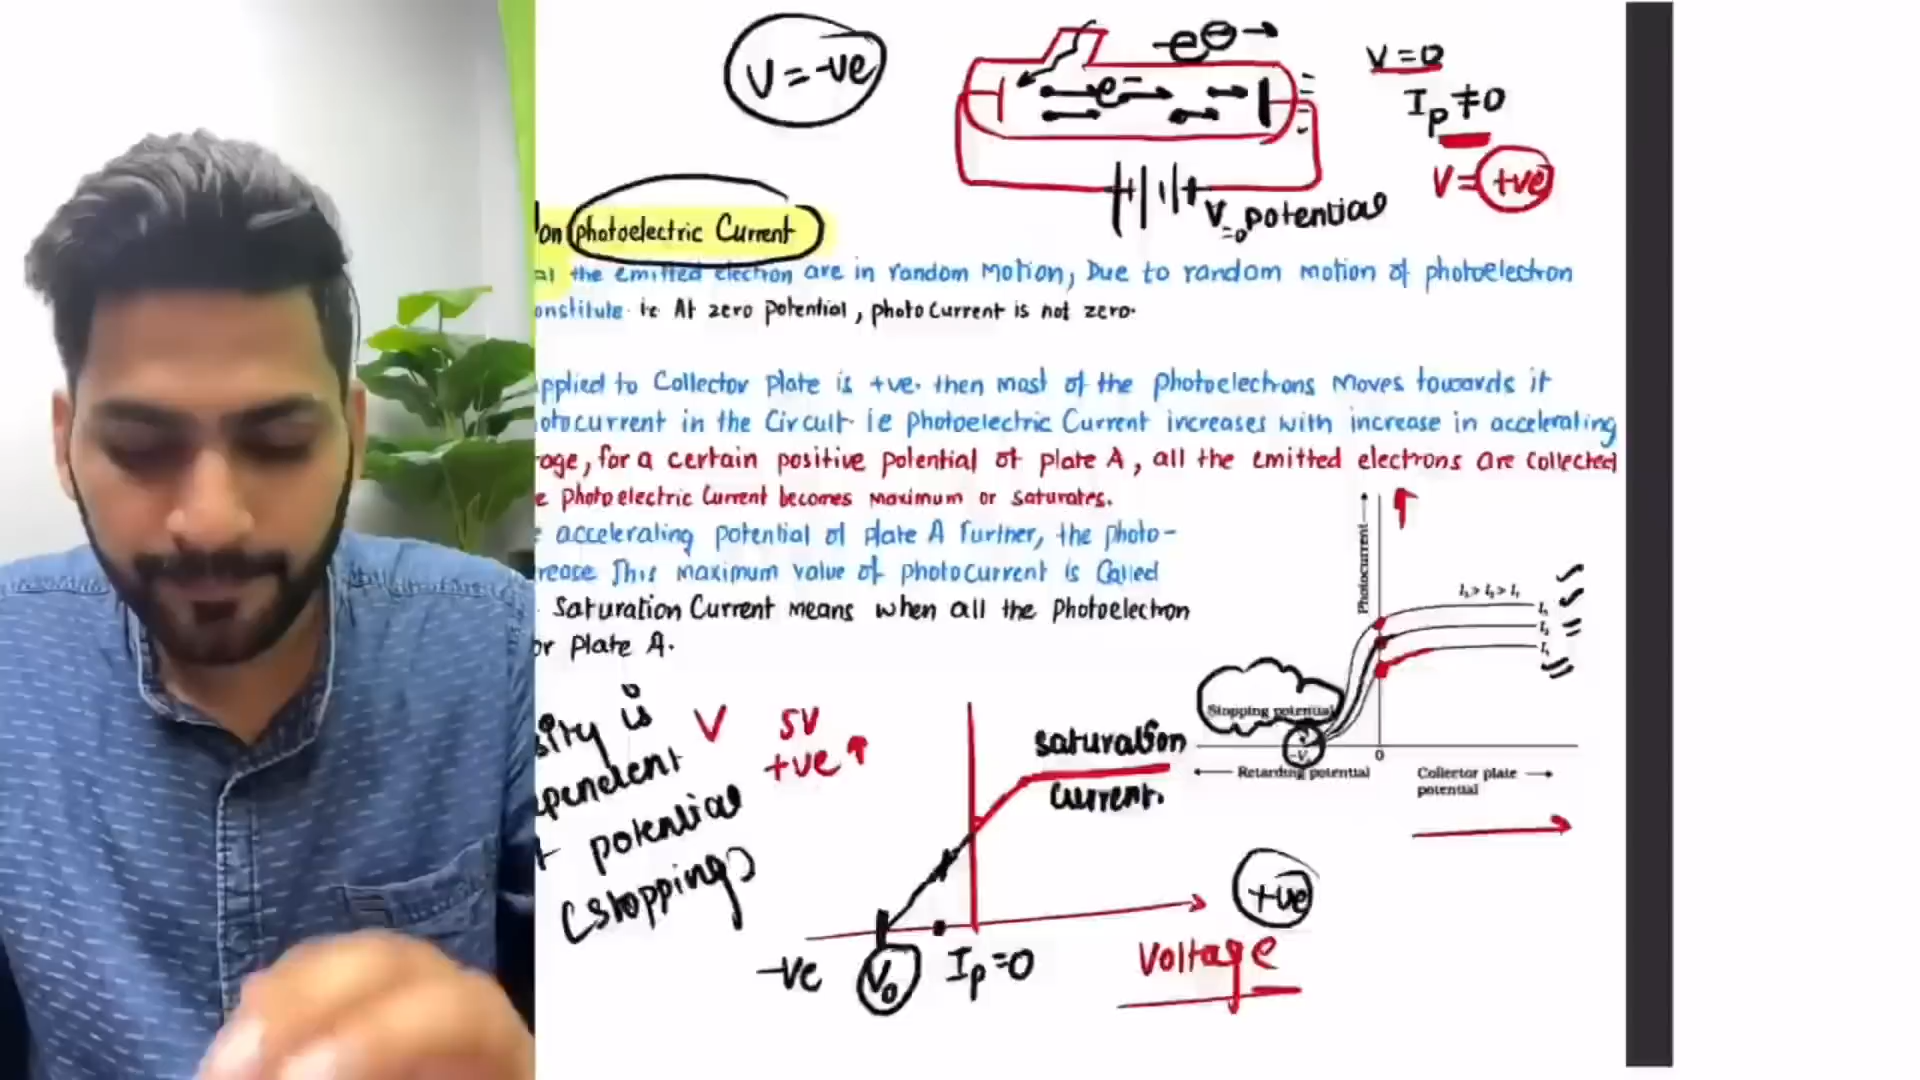 V=-ve
e⊖ →
e-
V=0
Ip ≠ 0
V=+ve
V=0 potential
on photoelectric Current
the emitted electron are in random Motion, Due to random motion of photoelectron
onstitute ie At zero potential, photo Current is not zero.
pplied to Collector plate is +ve. then most of the photoelectrons Moves towards it
otocurrent in the Circuit. ie photoelectric Current increases with increase in accelerating
age, for a certain positive potential of plate A, all the emitted electrons are Collected
e photoelectric Current becomes maximum or saturates.
e accelerating potential of plate A further, the photo-
rease This maximum value of photoCurrent is Called
Saturation Current means when all the Photoelectron
or Plate A.
Photocurrent →
I3 > I2 > I1
I3
I2
I1
Stopping potential
-V0
0
← Retarding potential
Collector plate →
potential
sity is
pendent
potential
(stopping)
V
5V
+ve ↑
saturation
Current.
+ve
-ve
V0
Ip=0
Voltage